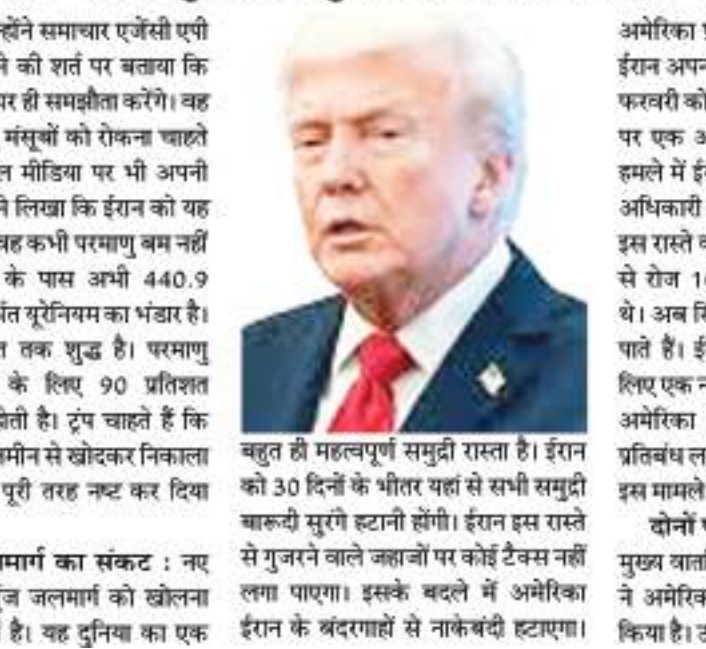 न्होंने समाचार एजेंसी एपी
की शर्त पर बताया कि
पर ही समझौता करेंगे। वह
मंसूबों को रोकना चाहते
मीडिया पर भी अपनी
ने लिखा कि ईरान को यह
वह कभी परमाणु बम नहीं
के पास अभी 440.9
यूरेनियम का भंडार है।
तक शुद्ध है। परमाणु
के लिए 90 प्रतिशत
होती है। ट्रंप चाहते हैं कि
जमीन से खोदकर निकाला
पूरी तरह नष्ट कर दिया
का संकट : नए
जलमार्ग को खोलना
है। यह दुनिया का एक
बहुत ही महत्वपूर्ण समुद्री रास्ता है। ईरान
को 30 दिनों के भीतर यहां से सभी समुद्री
बारूदी सुरंगे हटानी होंगी। ईरान इस रास्ते
से गुजरने वाले जहाजों पर कोई टैक्स नहीं
लगा पाएगा। इसके बदले में अमेरिका
ईरान के बंदरगाहों से नाकेबंदी हटाएगा।
अमेरिका
ईरान
फरवरी को
पर एक
हमले में
अधिकारी
इस रास्ते
से रोज
थे। अब
पाते हैं।
लिए एक
अमेरिका
प्रतिबंध
इस मामले
दोनों
मुख्य
ने
किया है।